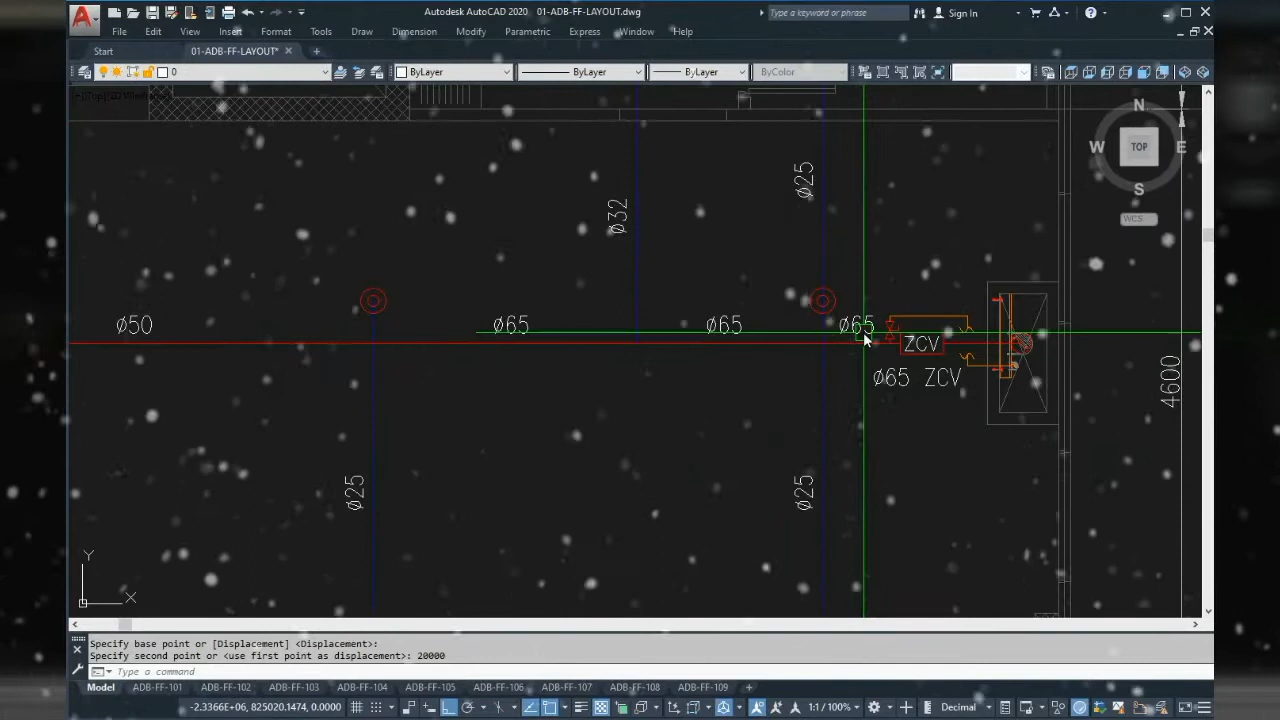 Autodesk AutoCAD 2020 01-ADB-FF-LAYOUT.dwg
Type a keyword or phrase
Sign In
File Edit View Insert Format Tools Draw Dimension Modify Parametric Express Window Help
Start 01-ADB-FF-LAYOUT*
0 ByLayer ByLayer ByLayer ByColor
N
W TOP E
S
WCS
ø25
ø32
ø50 ø65 ø65 ø65
ZCV
ø65 ZCV
4600
ø25 ø25
Y
X
Specify base point or [Displacement] <Displacement>:
Specify second point or <use first point as displacement>: 20000
Type a command
Model ADB-FF-101 ADB-FF-102 ADB-FF-103 ADB-FF-104 ADB-FF-105 ADB-FF-106 ADB-FF-107 ADB-FF-108 ADB-FF-109
-2.3366E+06, 825020.1474, 0.0000 1:1 / 100% Decimal